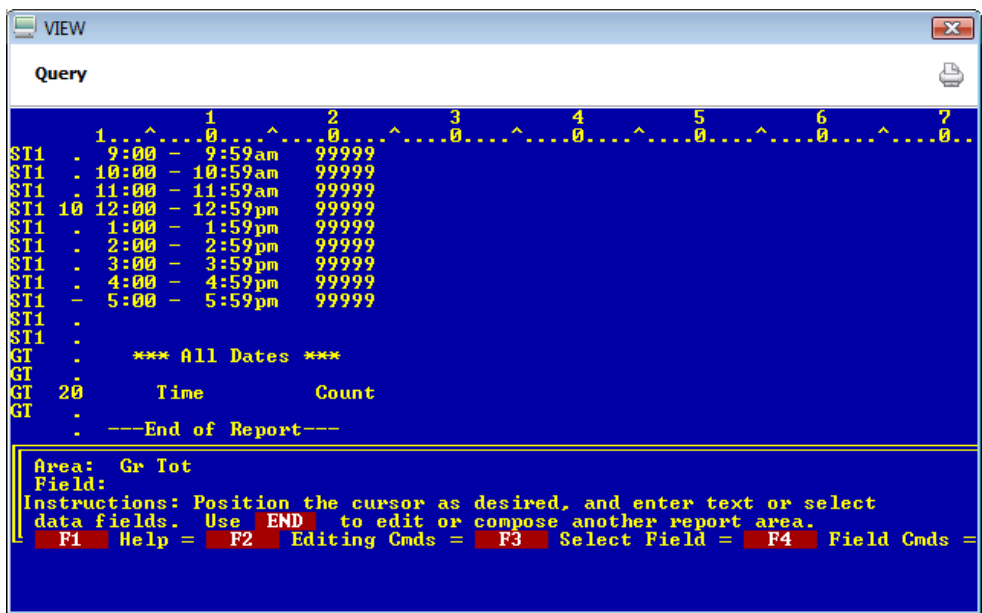 VIEW
Query
1 2 3 4 5 6 7
1...^....0....^....0....^....0....^....0....^....0....^....0....^....0..
ST1 . 9:00 - 9:59am 99999
ST1 . 10:00 - 10:59am 99999
ST1 . 11:00 - 11:59am 99999
ST1 10 12:00 - 12:59pm 99999
ST1 . 1:00 - 1:59pm 99999
ST1 . 2:00 - 2:59pm 99999
ST1 . 3:00 - 3:59pm 99999
ST1 . 4:00 - 4:59pm 99999
ST1 - 5:00 - 5:59pm 99999
ST1 .
ST1 .
GT . *** All Dates ***
GT .
GT 20 Time Count
GT .
. ---End of Report---
Area: Gr Tot
Field:
Instructions: Position the cursor as desired, and enter text or select
data fields. Use END to edit or compose another report area.
F1 Help = F2 Editing Cmds = F3 Select Field = F4 Field Cmds =